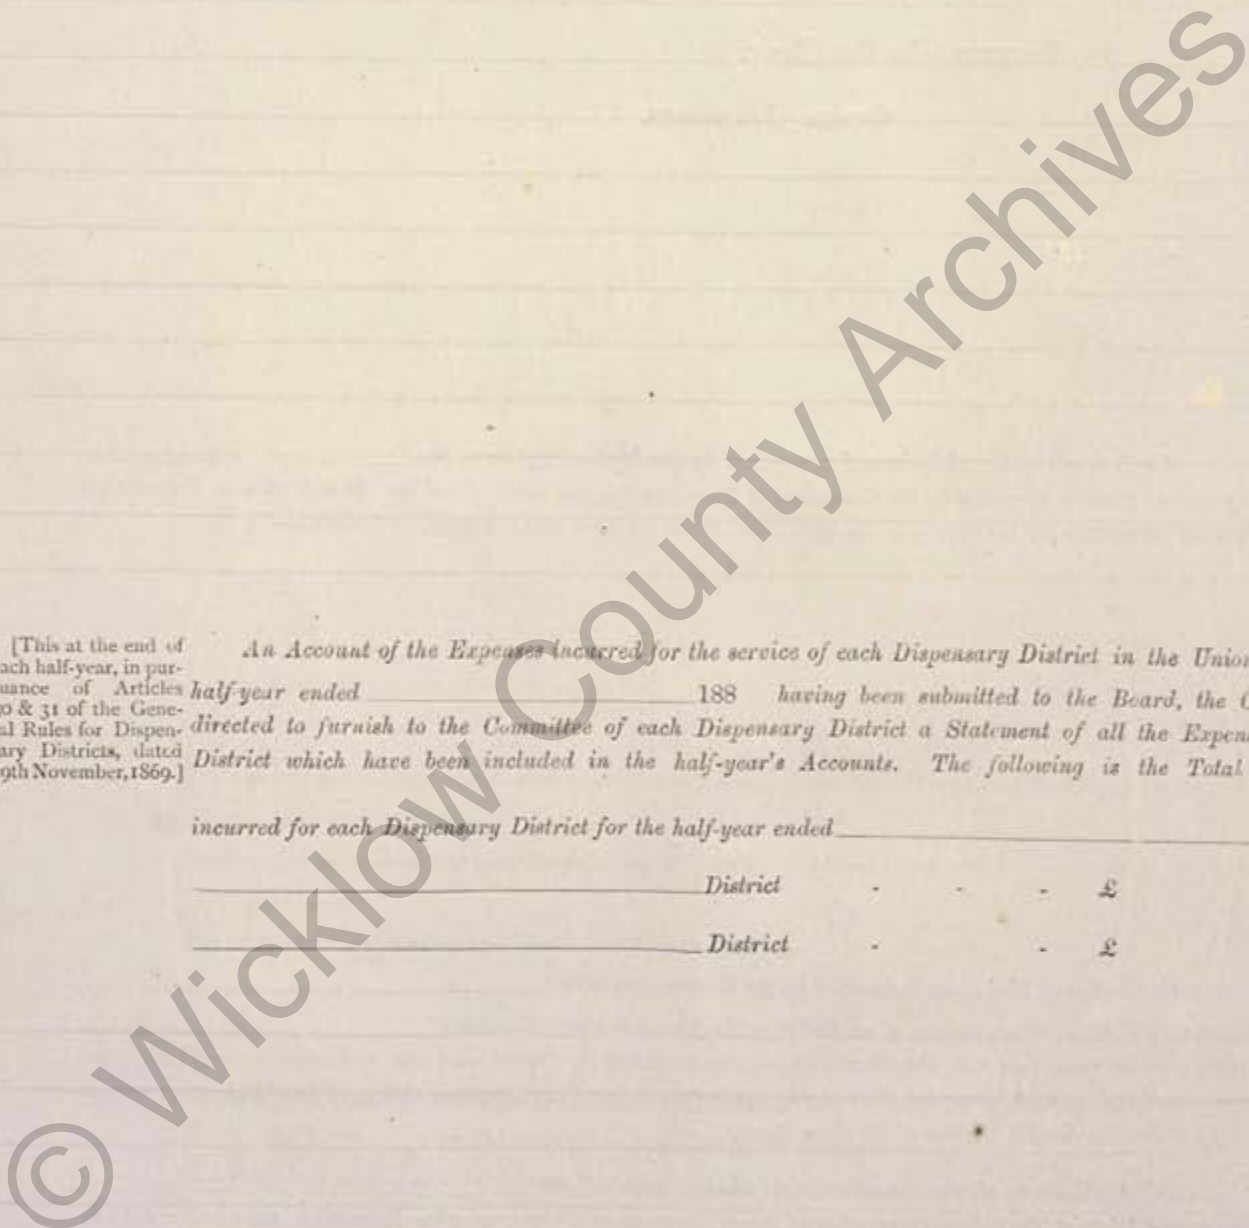 [This at the end of
ach half-year, in pur-
uance of Articles
0 & 31 of the Gene-
al Rules for Dispen-
ary Districts, dated
9th November, 1869.]
An Account of the Expenses incurred for the service of each Dispensary District in the Union
half-year ended 188 having been submitted to the Board, the C
directed to furnish to the Committee of each Dispensary District a Statement of all the Expen
District which have been included in the half-year's Accounts. The following is the Total
incurred for each Dispensary District for the half-year ended
District - - - £
District - - £
© Wicklow County Archives